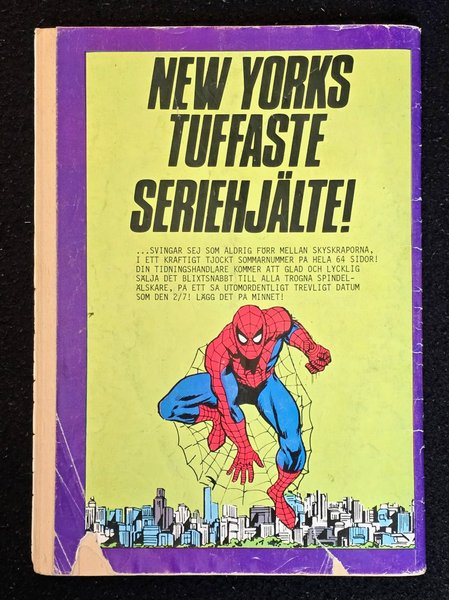 NEW YORKS
TUFFASTE
SERIEHJÄLTE!
...SVINGAR SEJ SOM ALDRIG FÖRR MELLAN SKYSKRAPORNA,
I ETT KRAFTIGT TJOCKT SOMMARNUMMER PÅ HELA 64 SIDOR!
DIN TIDNINGSHANDLARE KOMMER ATT GLAD OCH LYCKLIG
SÄLJA DET BLIXTSNABBT TILL ALLA TROGNA SPINDEL-
ÄLSKARE, PÅ ETT SÅ UTOMORDENTLIGT TREVLIGT DATUM
SOM DEN 2/7! LÄGG DET PÅ MINNET!